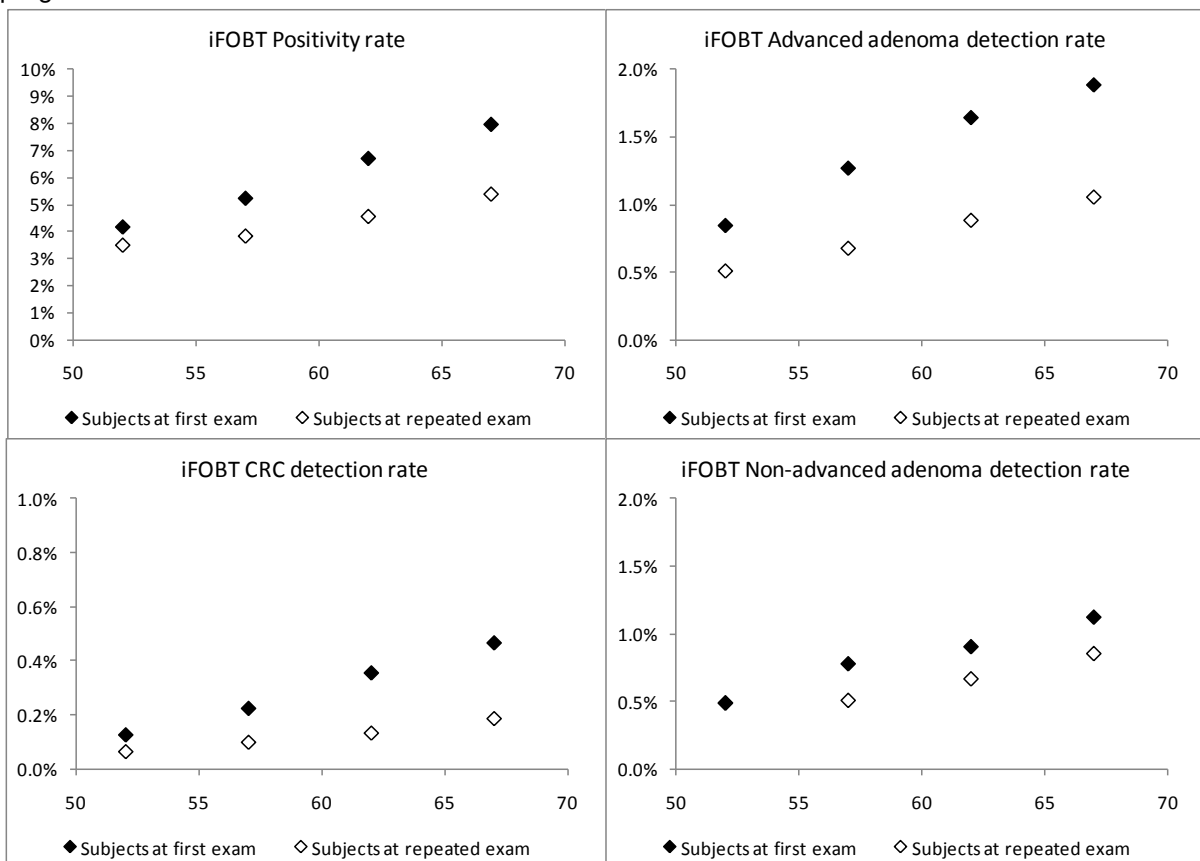 iFOBT Positivity rate
10%
9%
8%
7%
6%
5%
4%
3%
2%
1%
0%
50 55 60 65 70
Subjects at first exam Subjects at repeated exam
iFOBT Advanced adenoma detection rate
2.0%
1.5%
1.0%
0.5%
0.0%
50 55 60 65 70
Subjects at first exam Subjects at repeated exam
iFOBT CRC detection rate
1.0%
0.8%
0.6%
0.4%
0.2%
0.0%
50 55 60 65 70
Subjects at first exam Subjects at repeated exam
iFOBT Non-advanced adenoma detection rate
2.0%
1.5%
1.0%
0.5%
0.0%
50 55 60 65 70
Subjects at first exam Subjects at repeated exam